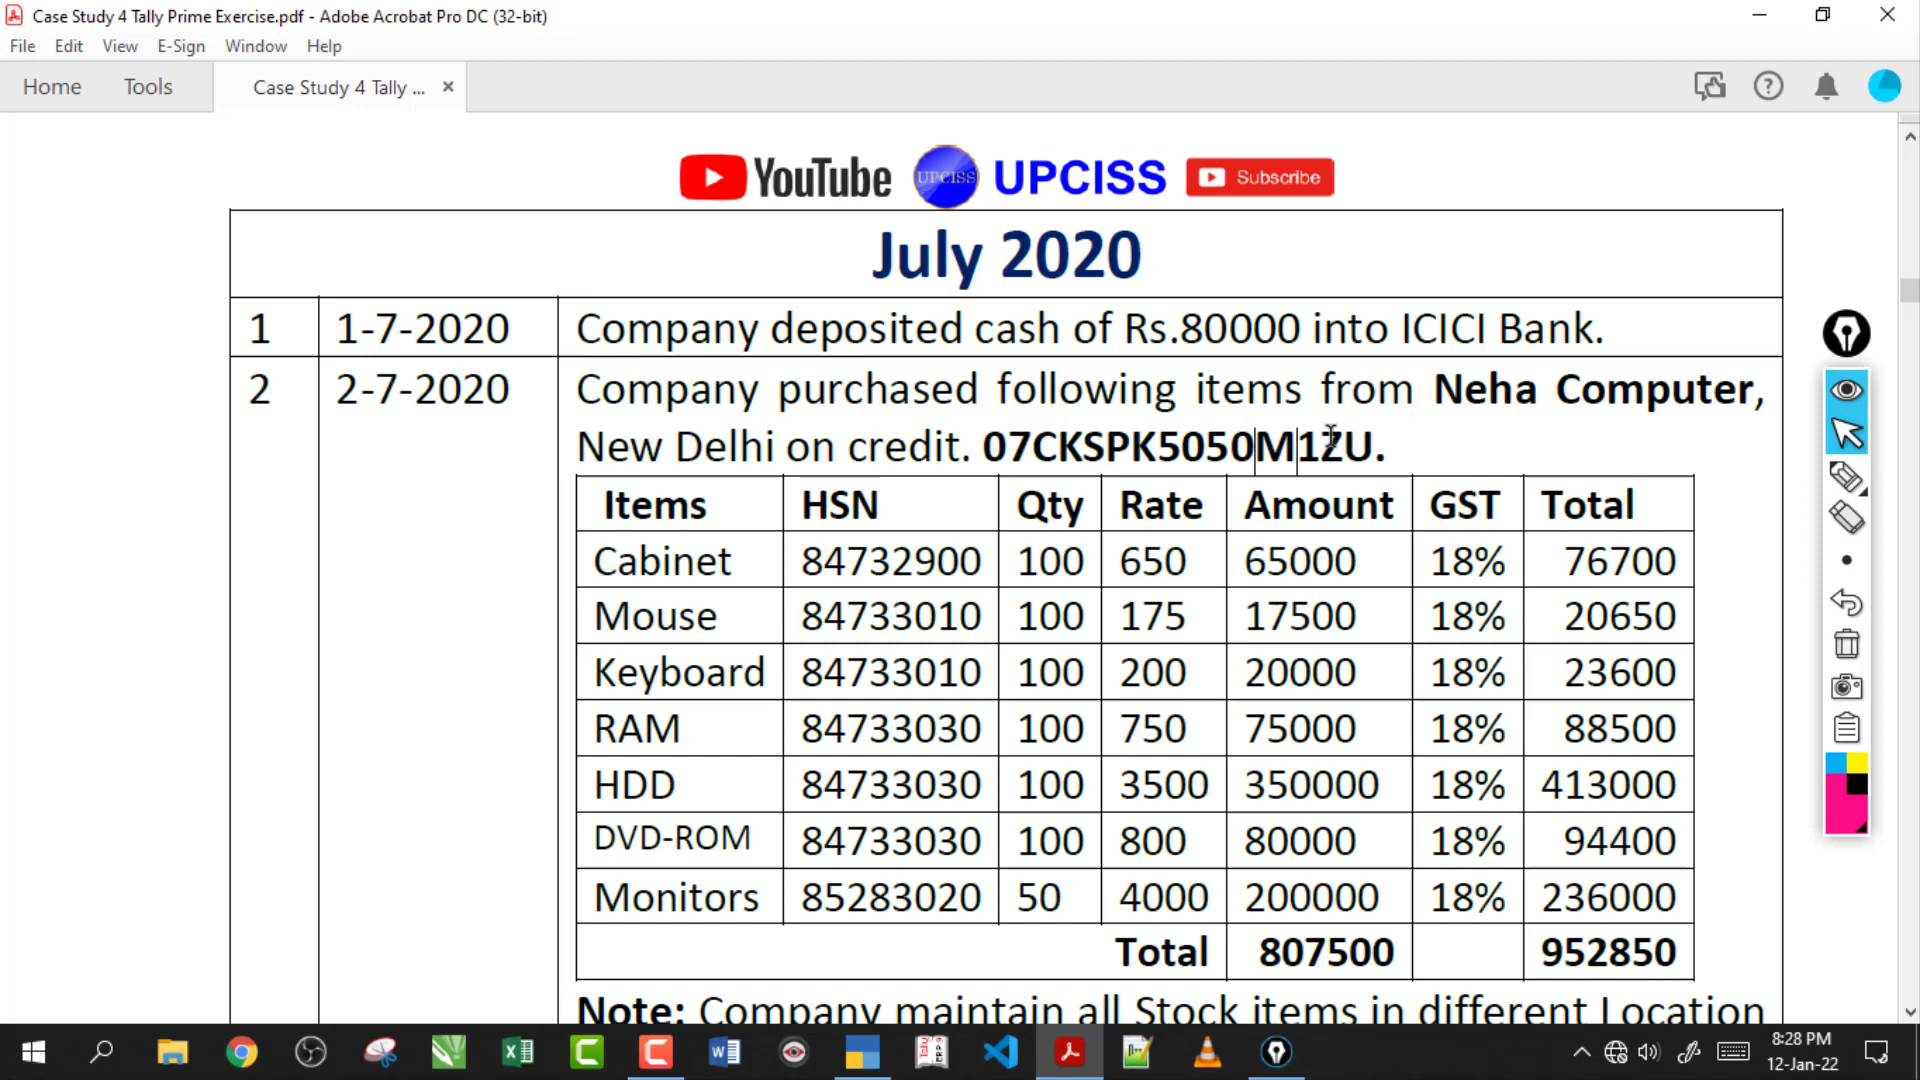 Case Study 4 Tally Prime Exercise.pdf - Adobe Acrobat Pro DC (32-bit)
File Edit View E-Sign Window Help
Home Tools Case Study 4 Tally ...
YouTube UPCISS UPCISS Subscribe
July 2020
1 1-7-2020 Company deposited cash of Rs.80000 into ICICI Bank.
2 2-7-2020 Company purchased following items from Neha Computer,
New Delhi on credit. 07CKSPK5050M1ZU.
Items HSN Qty Rate Amount GST Total
Cabinet 84732900 100 650 65000 18% 76700
Mouse 84733010 100 175 17500 18% 20650
Keyboard 84733010 100 200 20000 18% 23600
RAM 84733030 100 750 75000 18% 88500
HDD 84733030 100 3500 350000 18% 413000
DVD-ROM 84733030 100 800 80000 18% 94400
Monitors 85283020 50 4000 200000 18% 236000
Total 807500 952850
Note: Company maintain all Stock items in different Location
8:28 PM
12-Jan-22